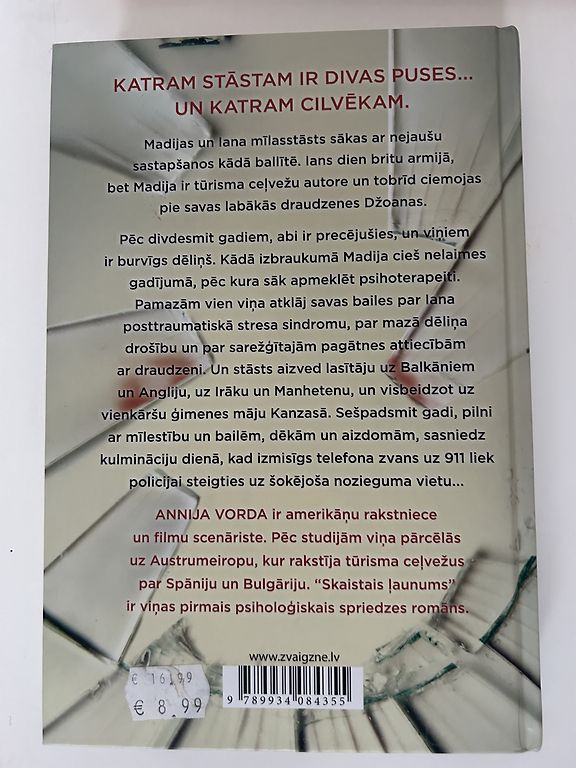 KATRAM STĀSTAM IR DIVAS PUSES...
UN KATRAM CILVĒKAM.
Madijas un Iana mīlasstāsts sākas ar nejaušu
sastapšanos kādā ballītē. Ians dien britu armijā,
bet Madija ir tūrisma ceļvežu autore un tobrīd ciemojas
pie savas labākās draudzenes Džoanas.
Pēc divdesmit gadiem, abi ir precējušies, un viņiem
ir burvīgs dēliņš. Kādā izbraukumā Madija cieš nelaimes
gadījumā, pēc kura sāk apmeklēt psihoterapeiti.
Pamazām vien viņa atklāj savas bailes par Iana
posttraumatiskā stresa sindromu, par mazā dēliņa
drošību un par sarežģītajām pagātnes attiecībām
ar draudzeni. Un stāsts aizved lasītāju uz Balkāniem
un Angliju, uz Irāku un Manhetenu, un visbeidzot uz
vienkāršu ģimenes māju Kanzasā. Sešpadsmit gadi, pilni
ar mīlestību un bailēm, dēkām un aizdomām, sasniedz
kulmināciju dienā, kad izmisīgs telefona zvans uz 911 liek
policijai steigties uz šokējoša nozieguma vietu...
ANNIJA VORDA ir amerikāņu rakstniece
un filmu scenāriste. Pēc studijām viņa pārcēlās
uz Austrumeiropu, kur rakstīja tūrisma ceļvežus
par Spāniju un Bulgāriju. “Skaistais ļaunums”
ir viņas pirmais psiholoģiskais spriedzes romāns.
www.zvaigzne.lv
€ 16.99
€ 8.99
9 789934 084355